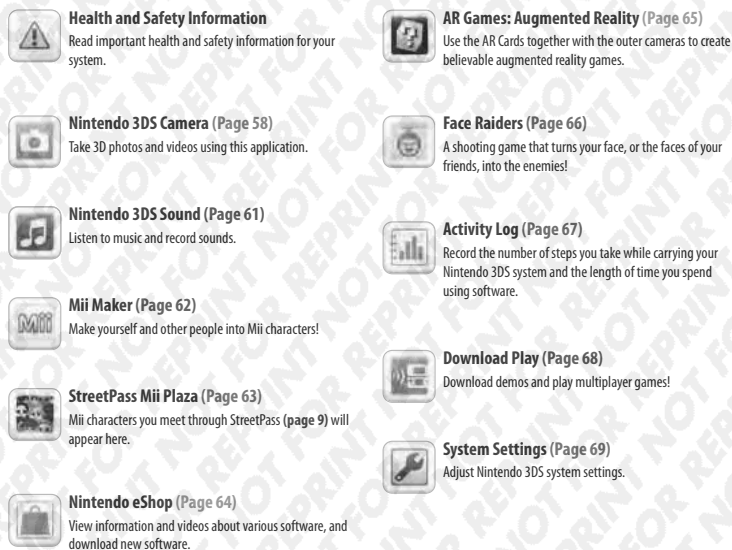 Health and Safety Information
Read important health and safety information for your
system.
Nintendo 3DS Camera (Page 58)
Take 3D photos and videos using this application.
Nintendo 3DS Sound (Page 61)
Listen to music and record sounds.
Mii
Mii Maker (Page 62)
Make yourself and other people into Mii characters!
StreetPass Mii Plaza (Page 63)
Mii characters you meet through StreetPass (page 9) will
appear here.
Nintendo eShop (Page 64)
View information and videos about various software, and
download new software.
AR Games: Augmented Reality (Page 65)
Use the AR Cards together with the outer cameras to create
believable augmented reality games.
Face Raiders (Page 66)
A shooting game that turns your face, or the faces of your
friends, into the enemies!
Activity Log (Page 67)
Record the number of steps you take while carrying your
Nintendo 3DS system and the length of time you spend
using software.
Download Play (Page 68)
Download demos and play multiplayer games!
System Settings (Page 69)
Adjust Nintendo 3DS system settings.
NOT FOR REPRINT